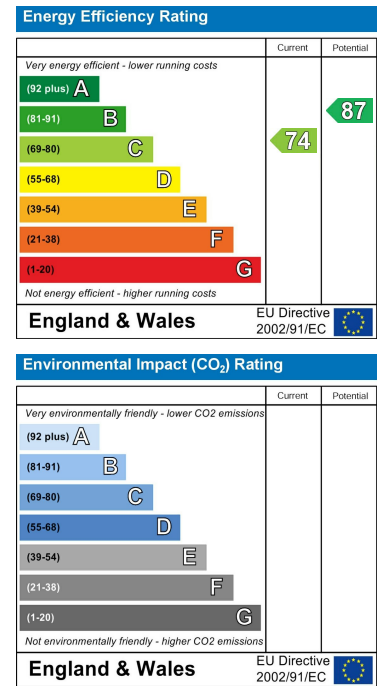 Energy Efficiency Rating
Current Potential
Very energy efficient - lower running costs
(92 plus) A
(81-91) B
87
(69-80) C
74
(55-68) D
(39-54) E
(21-38) F
(1-20) G
Not energy efficient - higher running costs
England & Wales
EU Directive
2002/91/EC
Environmental Impact (CO₂) Rating
Current Potential
Very environmentally friendly - lower CO2 emissions
(92 plus) A
(81-91) B
(69-80) C
(55-68) D
(39-54) E
(21-38) F
(1-20) G
Not environmentally friendly - higher CO2 emissions
England & Wales
EU Directive
2002/91/EC